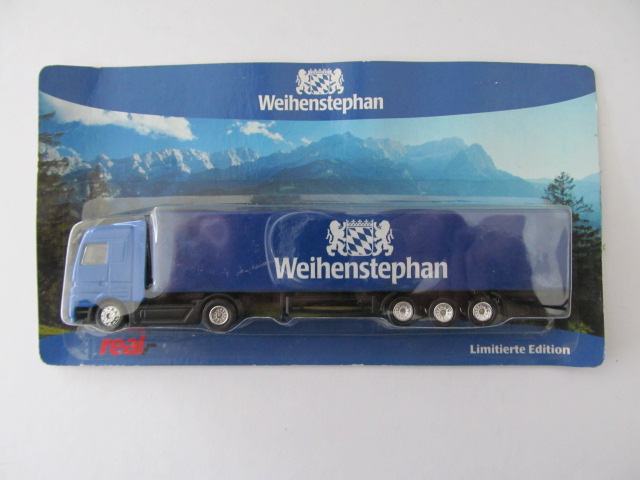 Weihenstephan
Weihenstephan
real,-
Limitierte Edition